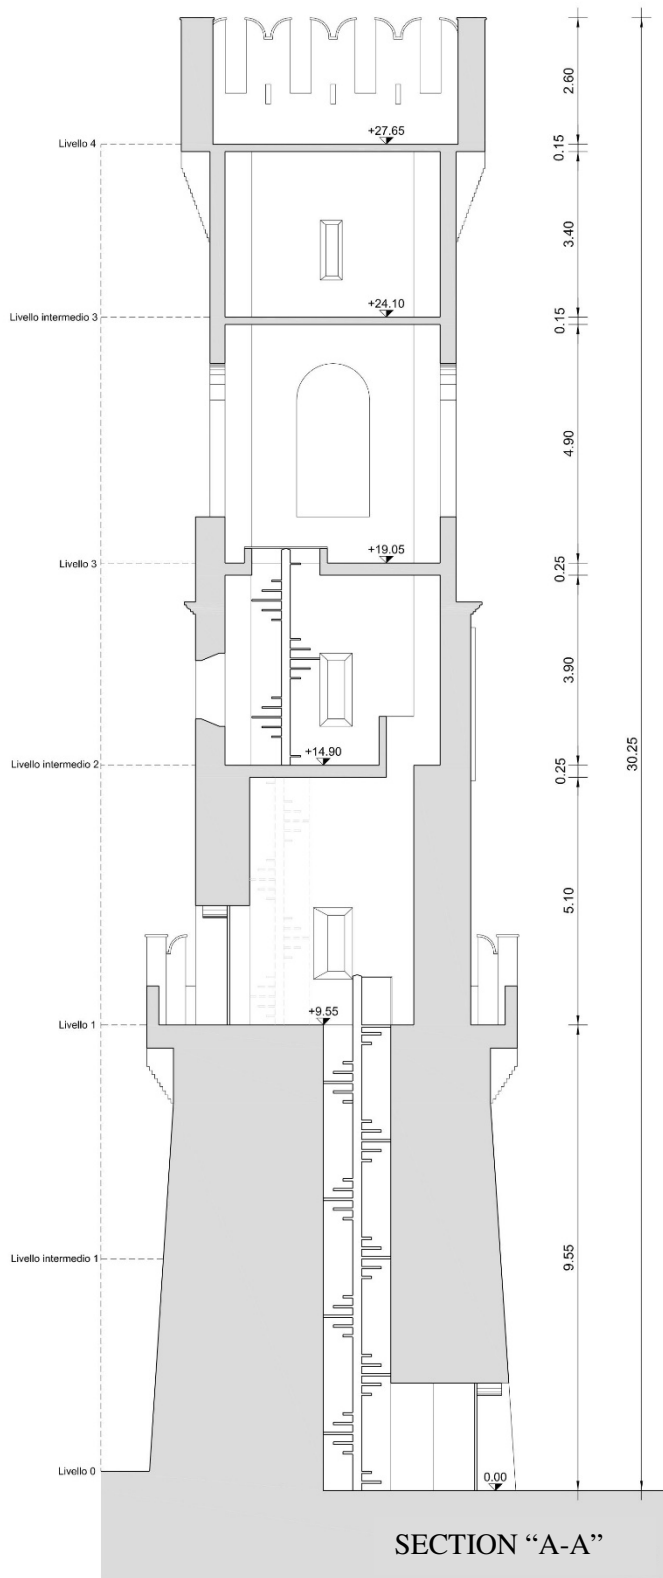 2.60
+27.65
Livello 4
0.15
3.40
+24.10
Livello intermedio 3
0.15
4.90
+19.05
Livello 3
0.25
3.90
30.25
+14.90
Livello intermedio 2
0.25
5.10
+9.55
Livello 1
Livello intermedio 1
9.55
Livello 0
0.00
SECTION “A-A”